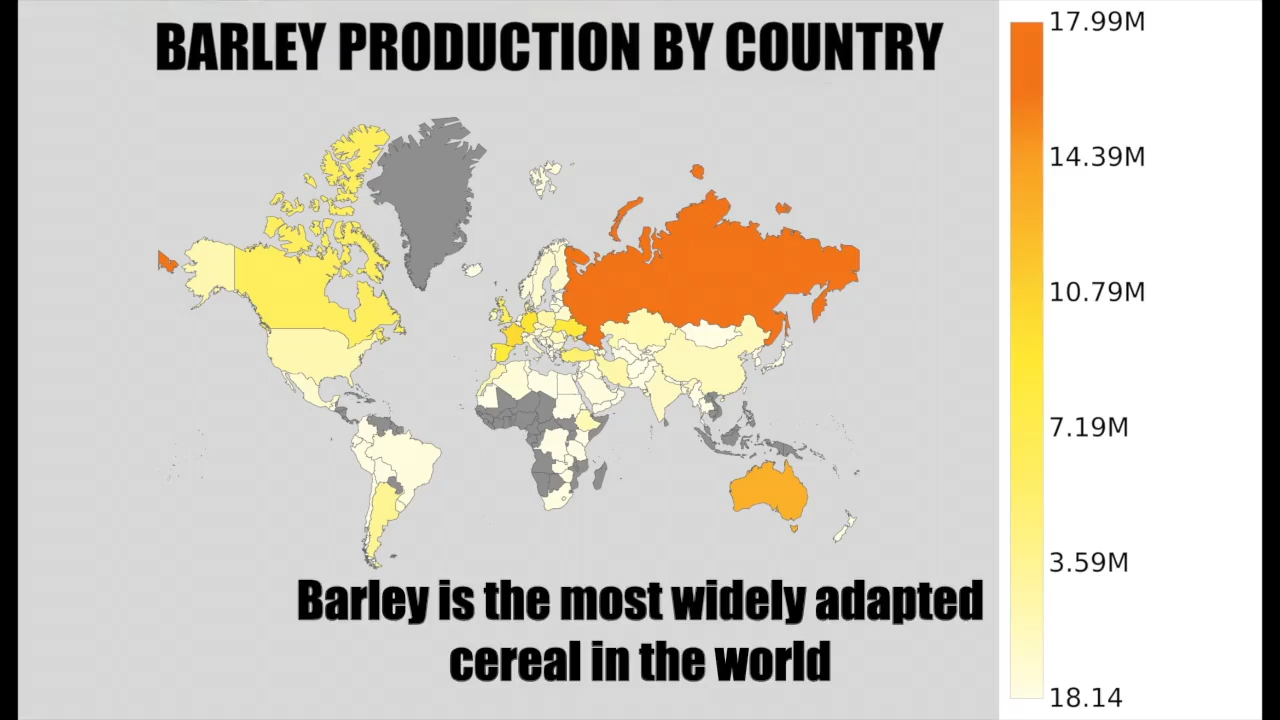 BARLEY PRODUCTION BY COUNTRY
17.99M
14.39M
10.79M
7.19M
3.59M
18.14
Barley is the most widely adapted
cereal in the world